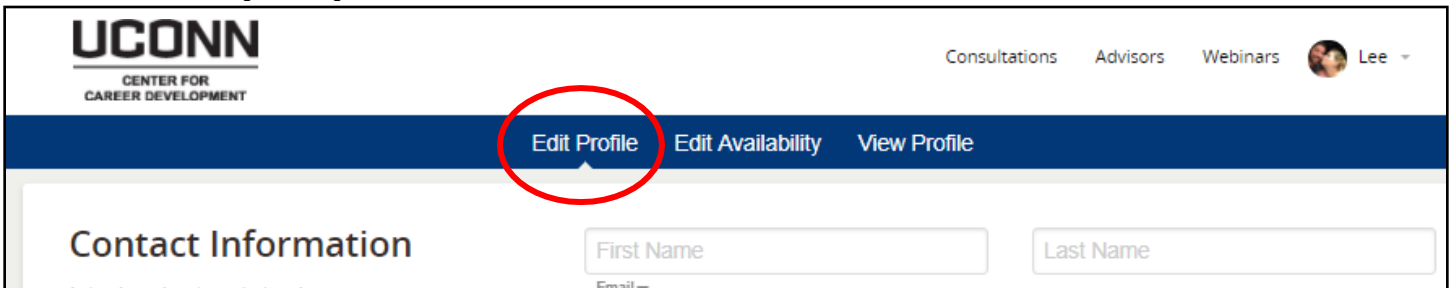 UCONN
CENTER FOR
CAREER DEVELOPMENT
Consultations Advisors Webinars Lee
Edit Profile Edit Availability View Profile
Contact Information
First Name Last Name
Email